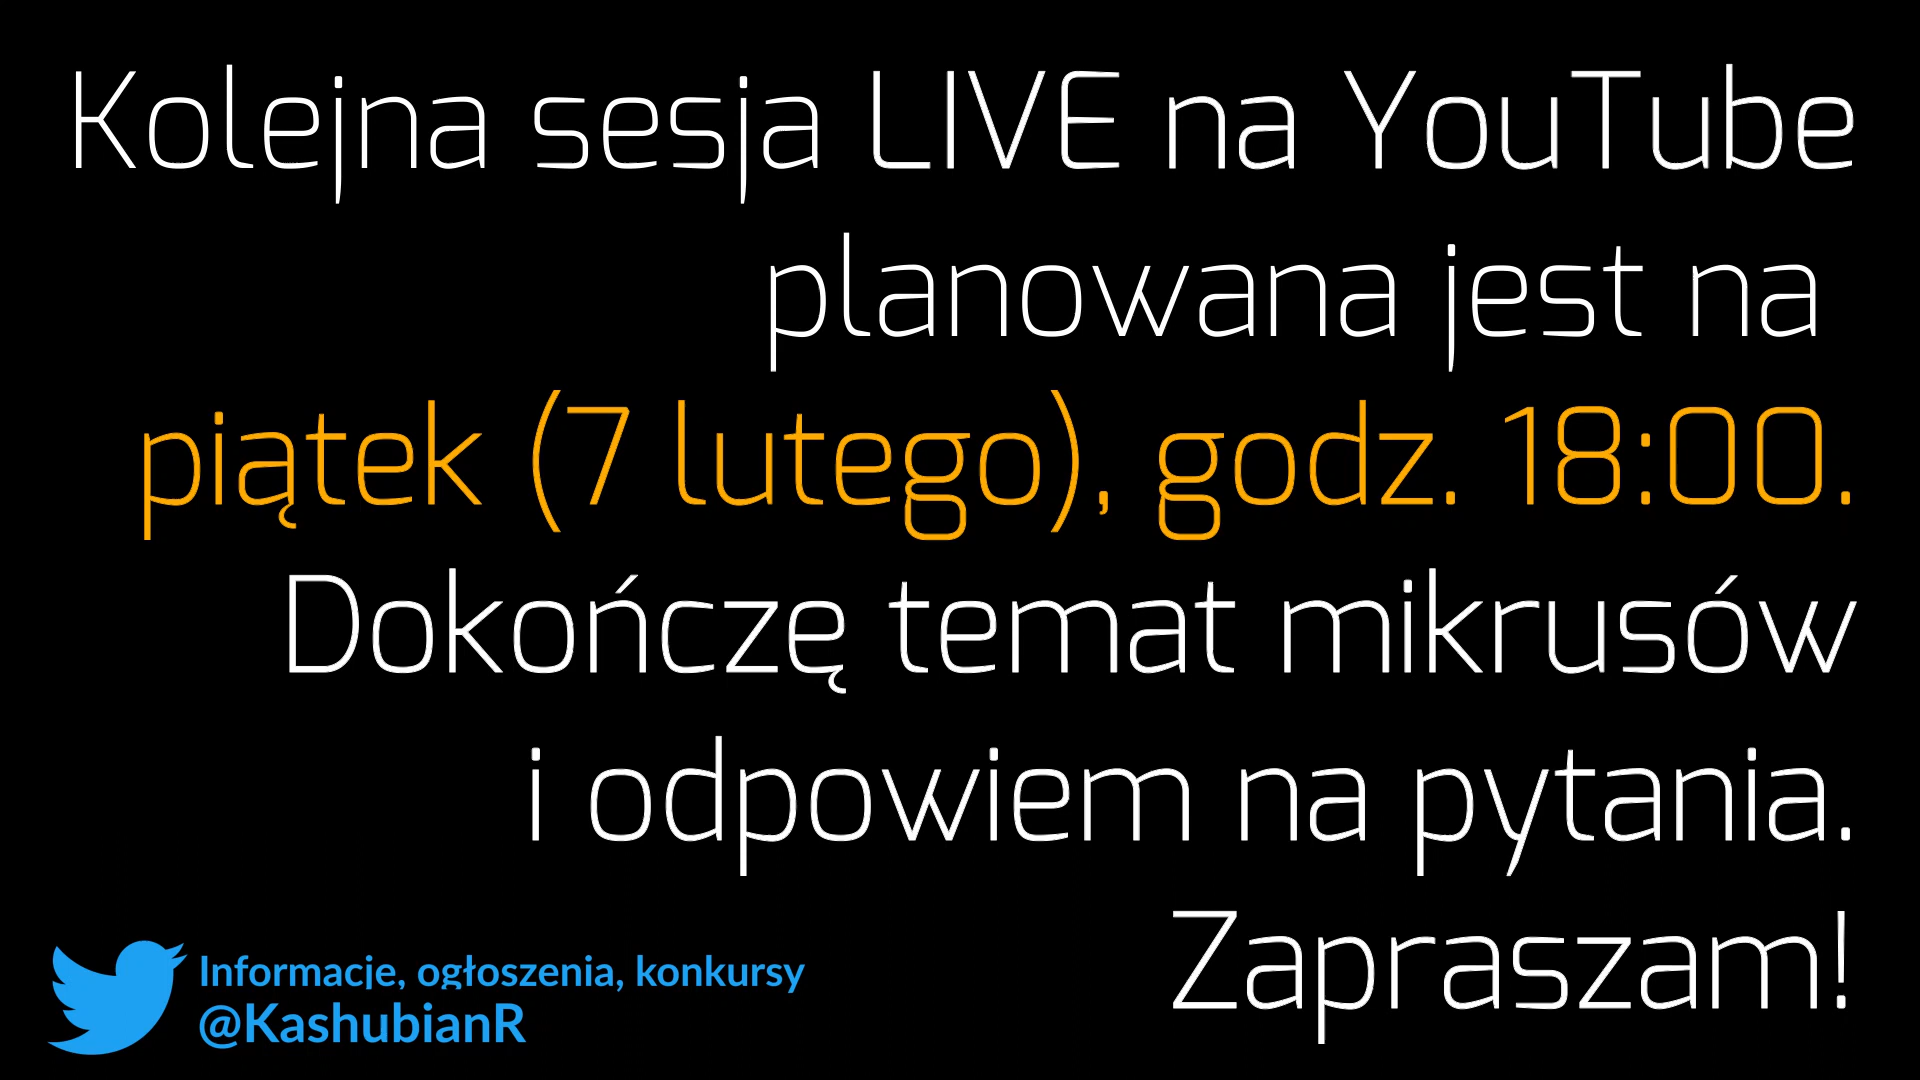 Kolejna sesja LIVE na YouTube
planowana jest na
piątek (7 lutego), godz. 18:00.
Dokończę temat mikrusów
i odpowiem na pytania.
Zapraszam!
Informacje, ogłoszenia, konkursy
@KashubianR